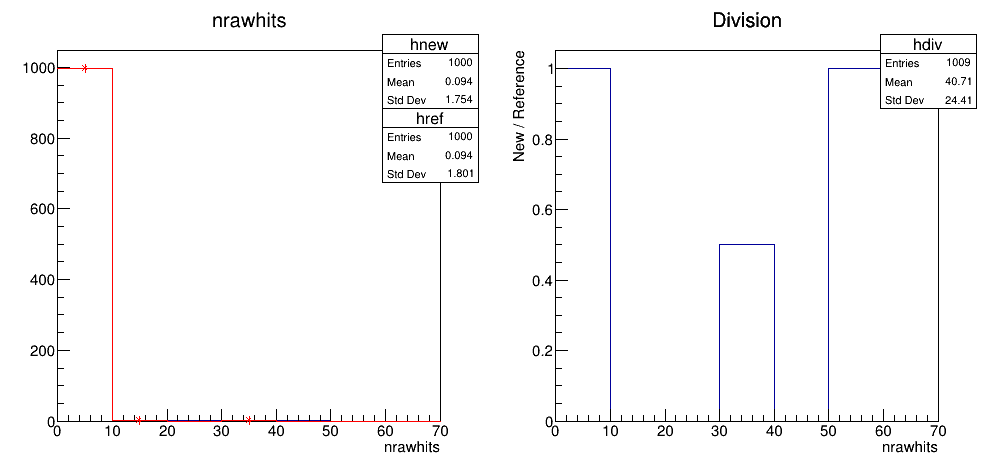 nrawhits
hnew
Entries 1000
Mean 0.094
Std Dev 1.754
href
Entries 1000
Mean 0.094
Std Dev 1.801
1000
800
600
400
200
0
0 10 20 30 40 50 60 70
nrawhits
Division
hdiv
Entries 1009
Mean 40.71
Std Dev 24.41
New / Reference
1
0.8
0.6
0.4
0.2
0
0 10 20 30 40 50 60 70
nrawhits